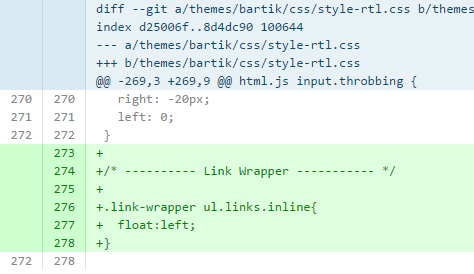 diff --git a/themes/bartik/css/style-rtl.css b/themes
index d25006f..8d4dc90 100644
--- a/themes/bartik/css/style-rtl.css
+++ b/themes/bartik/css/style-rtl.css
@@ -269,3 +269,9 @@ html.js input.throbbing {
270 270 right: -20px;
271 271 left: 0;
272 272 }
273 +
274 +/* ---------- Link Wrapper ----------- */
275 +
276 +.link-wrapper ul.links.inline{
277 + float:left;
278 +}
272 278